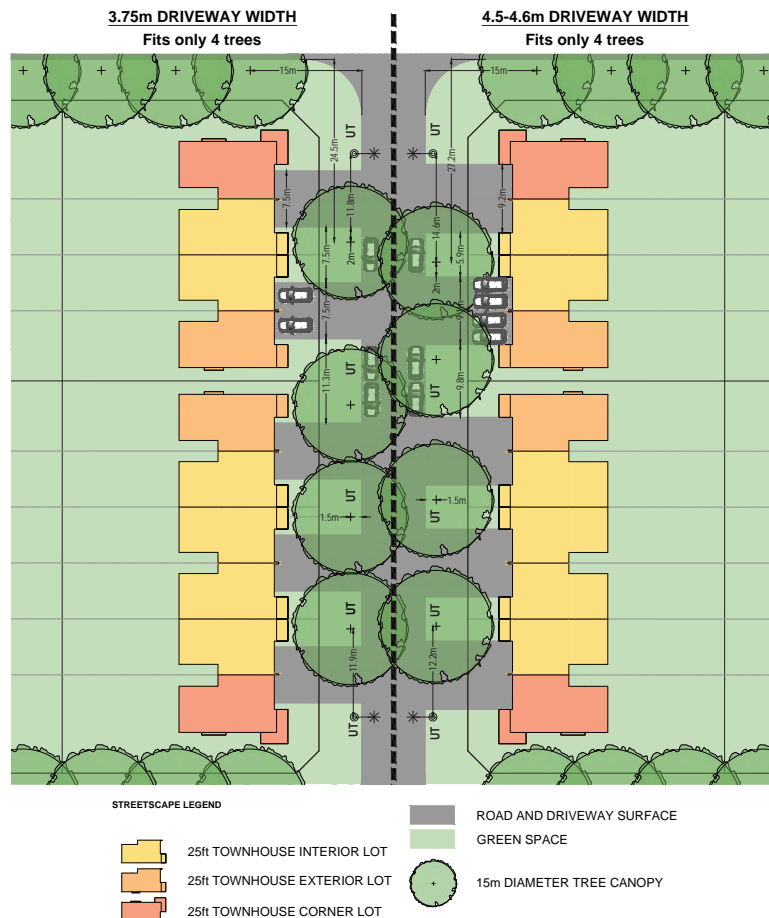 3.75m DRIVEWAY WIDTH
Fits only 4 trees
4.5-4.6m DRIVEWAY WIDTH
Fits only 4 trees
15m
15m
UT
UT
24.5m
27.2m
7.5m
11.8m
14.6m
9.2m
7.5m
2m
5.9m
2m
7.5m
UT
UT
11.3m
9.8m
UT
UT
1.5m
1.5m
UT
UT
11.9m
12.2m
UT
UT
STREETSCAPE LEGEND
ROAD AND DRIVEWAY SURFACE
GREEN SPACE
25ft TOWNHOUSE INTERIOR LOT
25ft TOWNHOUSE EXTERIOR LOT
15m DIAMETER TREE CANOPY
25ft TOWNHOUSE CORNER LOT